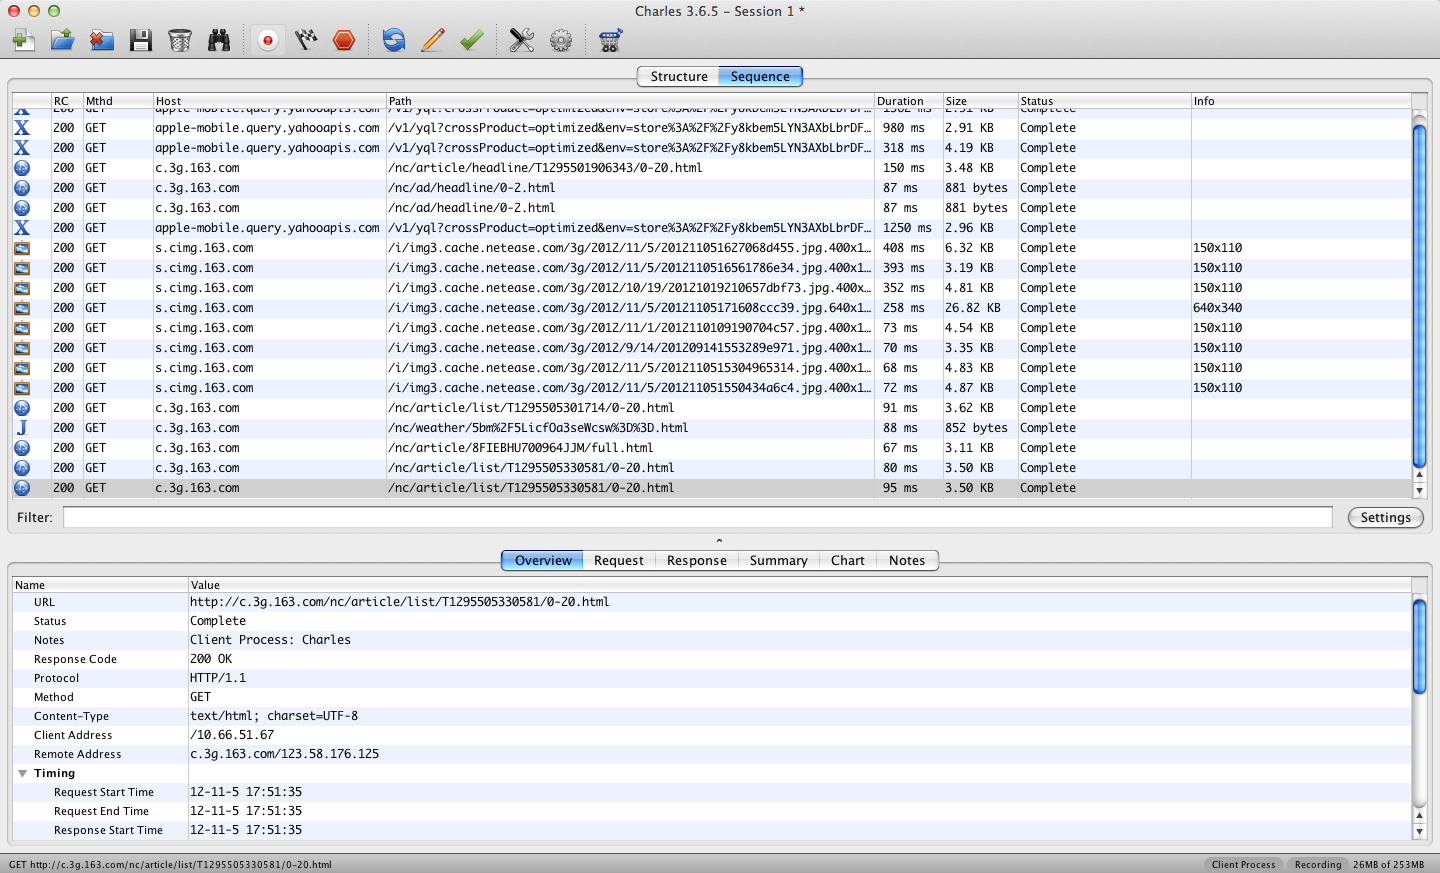 Charles 3.6.5 – Session 1 *
Structure Sequence
RC Mthd Host Path Duration Size Status Info
200 GET apple-mobile.query.yahooapis.com /v1/yql?crossProduct=optimized&env=store%3A%2F%2Fy8kbem5LYN3AXbLbrDF... 1502 ms 2.91 KB Complete
200 GET apple-mobile.query.yahooapis.com /v1/yql?crossProduct=optimized&env=store%3A%2F%2Fy8kbem5LYN3AXbLbrDF... 980 ms 2.91 KB Complete
200 GET apple-mobile.query.yahooapis.com /v1/yql?crossProduct=optimized&env=store%3A%2F%2Fy8kbem5LYN3AXbLbrDF... 318 ms 4.19 KB Complete
200 GET c.3g.163.com /nc/article/headline/T1295501906343/0-20.html 150 ms 3.48 KB Complete
200 GET c.3g.163.com /nc/ad/headline/0-2.html 87 ms 881 bytes Complete
200 GET c.3g.163.com /nc/ad/headline/0-2.html 87 ms 881 bytes Complete
200 GET apple-mobile.query.yahooapis.com /v1/yql?crossProduct=optimized&env=store%3A%2F%2Fy8kbem5LYN3AXbLbrDF... 1250 ms 2.96 KB Complete
200 GET s.cimg.163.com /i/img3.cache.netease.com/3g/2012/11/5/201211051627068d455.jpg.400x1... 408 ms 6.32 KB Complete 150x110
200 GET s.cimg.163.com /i/img3.cache.netease.com/3g/2012/11/5/2012110516561786e34.jpg.400x1... 393 ms 3.19 KB Complete 150x110
200 GET s.cimg.163.com /i/img3.cache.netease.com/3g/2012/10/19/20121019210657dbf73.jpg.400x... 352 ms 4.81 KB Complete 150x110
200 GET s.cimg.163.com /i/img3.cache.netease.com/3g/2012/11/5/20121105171608ccc39.jpg.640x1... 258 ms 26.82 KB Complete 640x340
200 GET s.cimg.163.com /i/img3.cache.netease.com/3g/2012/11/1/2012110109190704c57.jpg.400x1... 73 ms 4.54 KB Complete 150x110
200 GET s.cimg.163.com /i/img3.cache.netease.com/3g/2012/9/14/201209141553289e971.jpg.400x1... 70 ms 3.35 KB Complete 150x110
200 GET s.cimg.163.com /i/img3.cache.netease.com/3g/2012/11/5/2012110515304965314.jpg.400x1... 68 ms 4.83 KB Complete 150x110
200 GET s.cimg.163.com /i/img3.cache.netease.com/3g/2012/11/5/201211051550434a6c4.jpg.400x1... 72 ms 4.87 KB Complete 150x110
200 GET c.3g.163.com /nc/article/list/T1295505301714/0-20.html 91 ms 3.62 KB Complete
200 GET c.3g.163.com /nc/weather/5bm%2F5LicfOa3seWcsw%3D%3D.html 88 ms 852 bytes Complete
200 GET c.3g.163.com /nc/article/8FIEBHU700964JJM/full.html 67 ms 3.11 KB Complete
200 GET c.3g.163.com /nc/article/list/T1295505330581/0-20.html 80 ms 3.50 KB Complete
200 GET c.3g.163.com /nc/article/list/T1295505330581/0-20.html 95 ms 3.50 KB Complete
Filter: Settings
Overview Request Response Summary Chart Notes
Name Value
URL http://c.3g.163.com/nc/article/list/T1295505330581/0-20.html
Status Complete
Notes Client Process: Charles
Response Code 200 OK
Protocol HTTP/1.1
Method GET
Content-Type text/html; charset=UTF-8
Client Address /10.66.51.67
Remote Address c.3g.163.com/123.58.176.125
Timing
Request Start Time 12-11-5 17:51:35
Request End Time 12-11-5 17:51:35
Response Start Time 12-11-5 17:51:35
GET http://c.3g.163.com/nc/article/list/T1295505330581/0-20.html Client Process Recording 26MB of 253MB